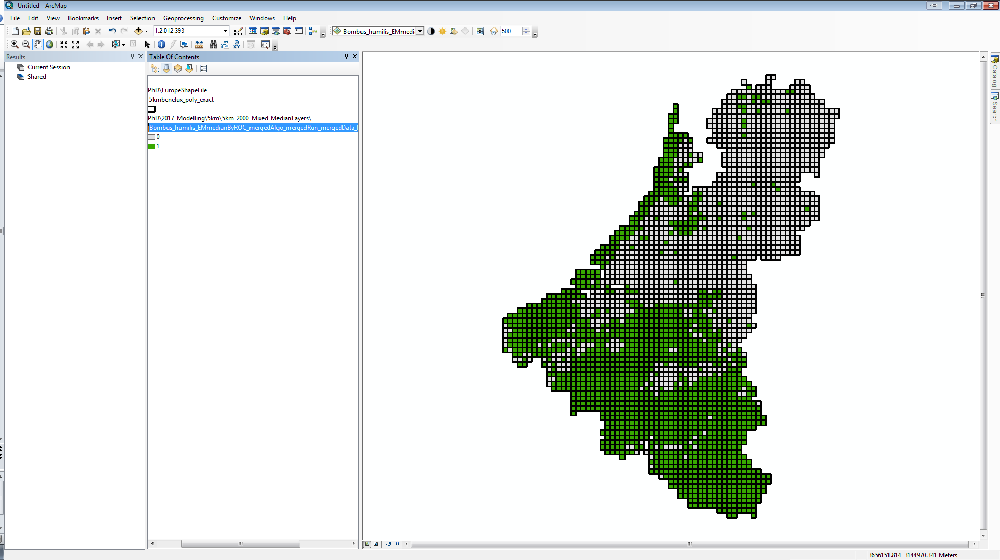 Untitled - ArcMap
File Edit View Bookmarks Insert Selection Geoprocessing Customize Windows Help
1:2,012,393
Bombus_humilis_EMmedia
500
Results
Current Session
Shared
Table Of Contents
PhD\EuropeShapeFile
5kmbenelux_poly_exact
PhD\2017_Modelling\5km\5km_2000_Mixed_MedianLayers\
Bombus_humilis_EMmedianByROC_mergedAlgo_mergedRun_mergedData_
0
1
Catalog
Search
3656151.814 3144970.341 Meters